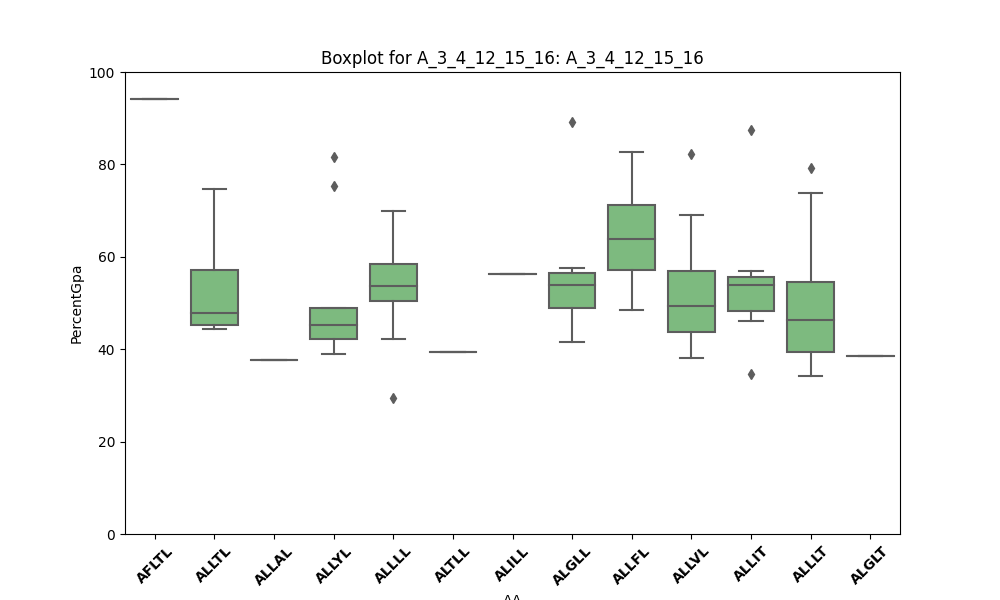 Boxplot for A_3_4_12_15_16: A_3_4_12_15_16
PercentGpa
100
80
60
40
20
0
AFLTL
ALLTL
ALLAL
ALLYL
ALLLL
ALTLL
ALILL
ALGLL
ALLFL
ALLVL
ALLIT
ALLLT
ALGLT
AA